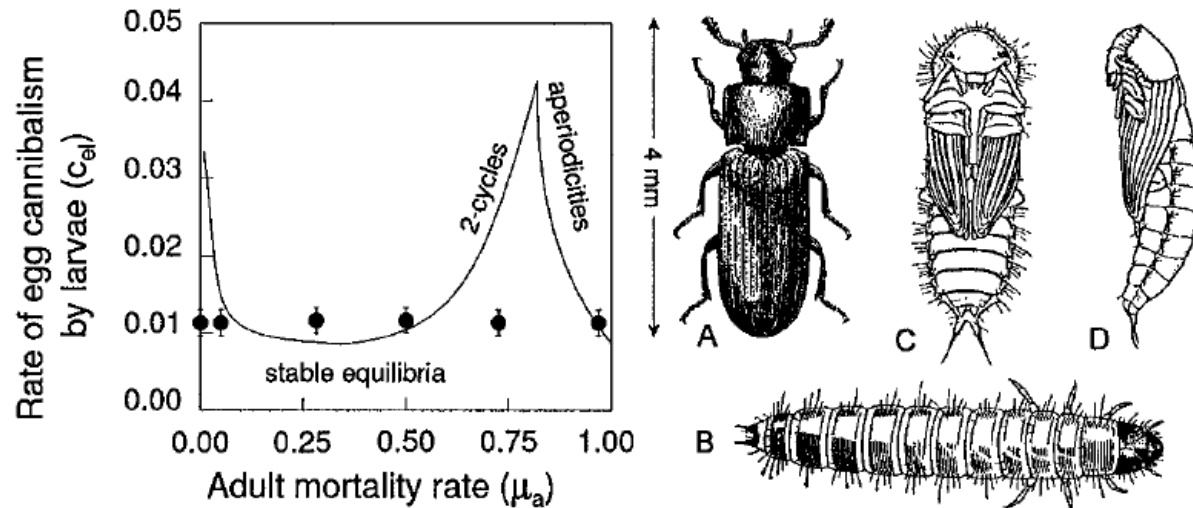 Rate of egg cannibalism
by larvae (cel)
0.05
0.04
0.03
0.02
0.01
0.00
0.00 0.25 0.50 0.75 1.00
Adult mortality rate (μa)
2-cycles
aperiodicities
stable equilibria
4 mm
A
C
D
B